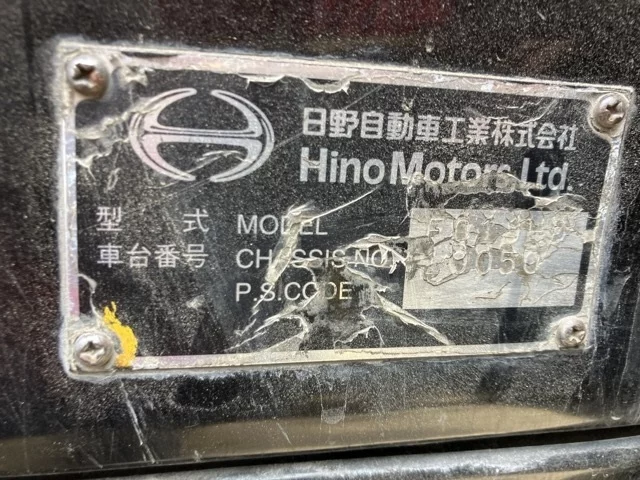 日野自動車工業株式会社
Hino Motors, Ltd.
型式 MODEL
車台番号 CHASSIS NO.
P.S.CODE